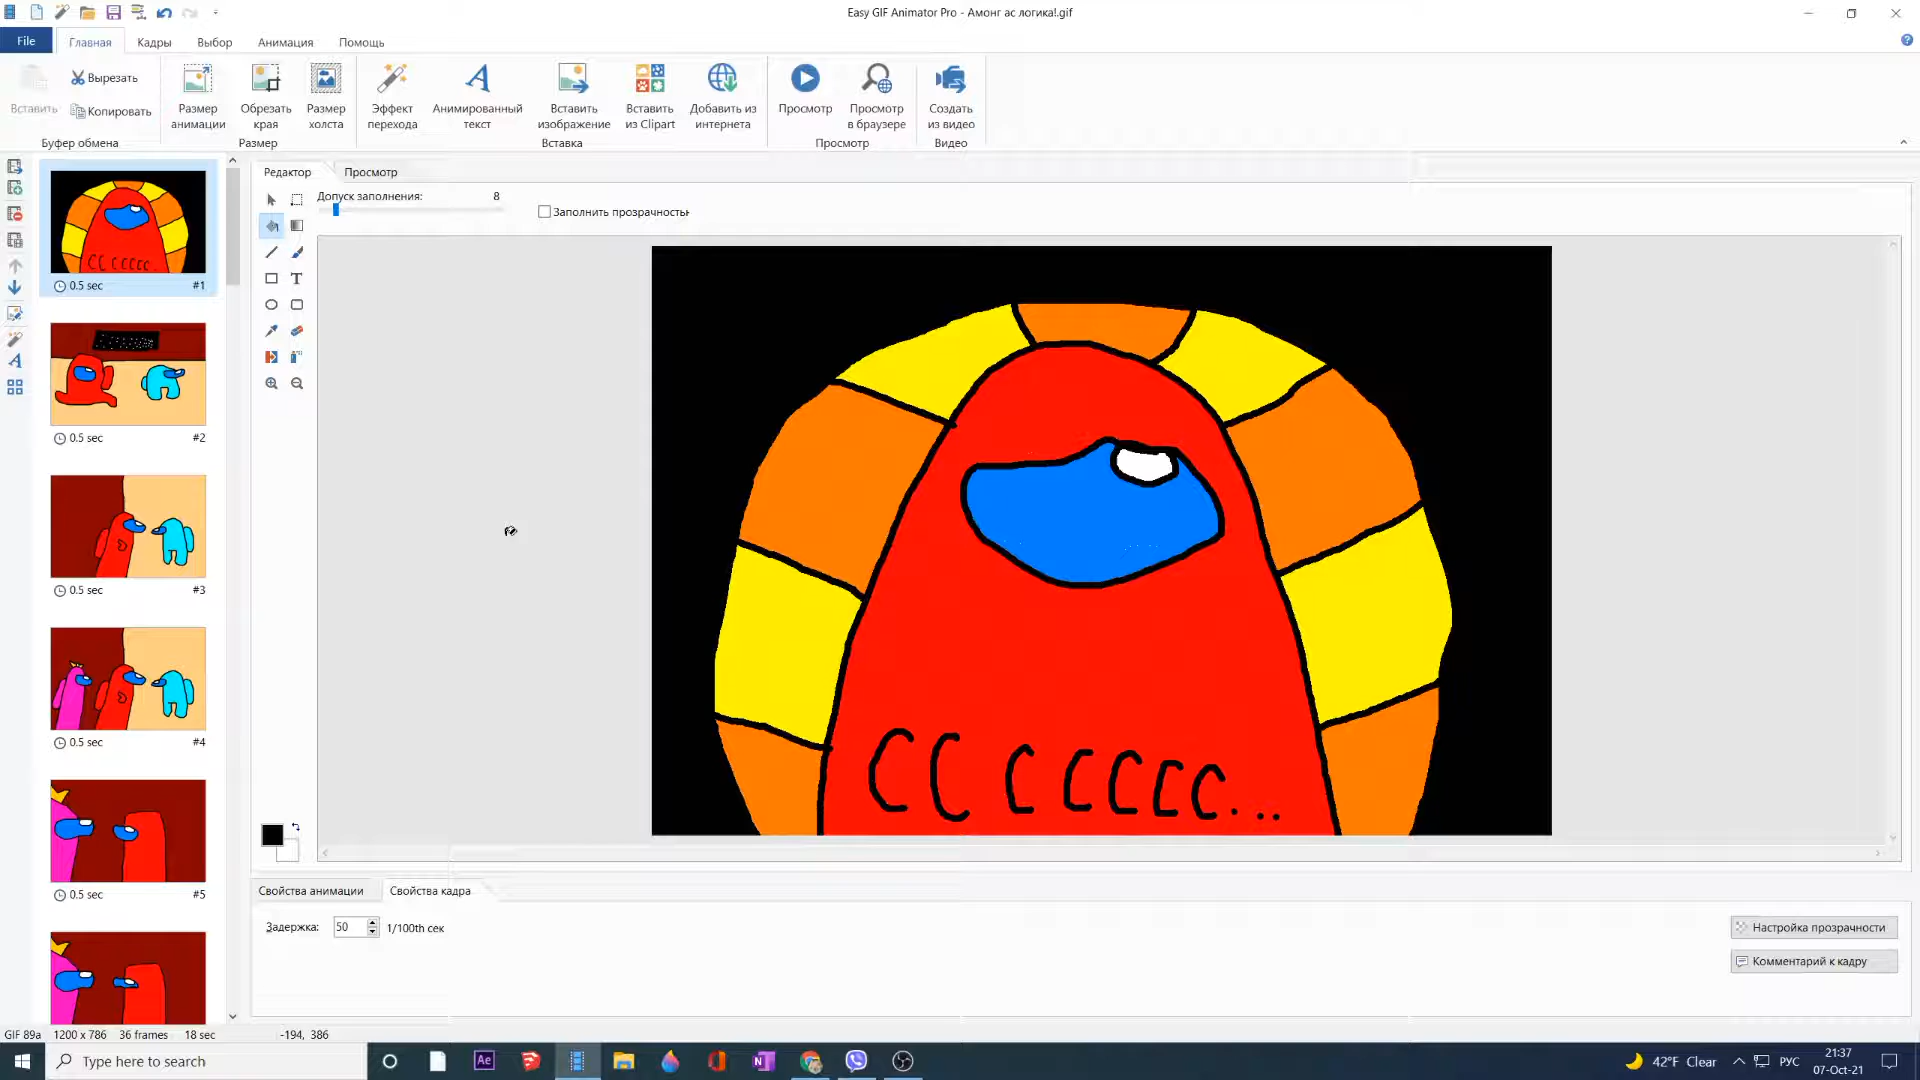 Easy GIF Animator Pro - Амонг ас логика!.gif
File
Главная
Кадры
Выбор
Анимация
Помощь
Вставить
Вырезать
Копировать
Буфер обмена
Размер
анимации
Обрезать
края
Размер
холста
Размер
Эффект
перехода
Анимированный
текст
Вставить
изображение
Вставить
из Clipart
Добавить из
интернета
Вставка
Просмотр
Просмотр
в браузере
Просмотр
Создать
из видео
Видео
Редактор
Просмотр
Допуск заполнения: 8
Заполнить прозрачностьн
0.5 sec #1
0.5 sec #2
0.5 sec #3
0.5 sec #4
0.5 sec #5
СС С СССС...
Свойства анимации
Свойства кадра
Задержка: 50 1/100th сек
Настройка прозрачности
Комментарий к кадру
GIF 89a 1200 x 786 36 frames 18 sec -194, 386
Type here to search
Ae
N
42°F Clear
РУС
21:37
07-Oct-21